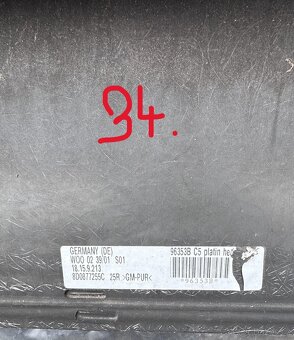 34.
GERMANY (DE)
WOO 02 39/01 S01
18.15.9.213
8D0877255C 25R >GM-PUR<
96353B C5 platin
*96353B*